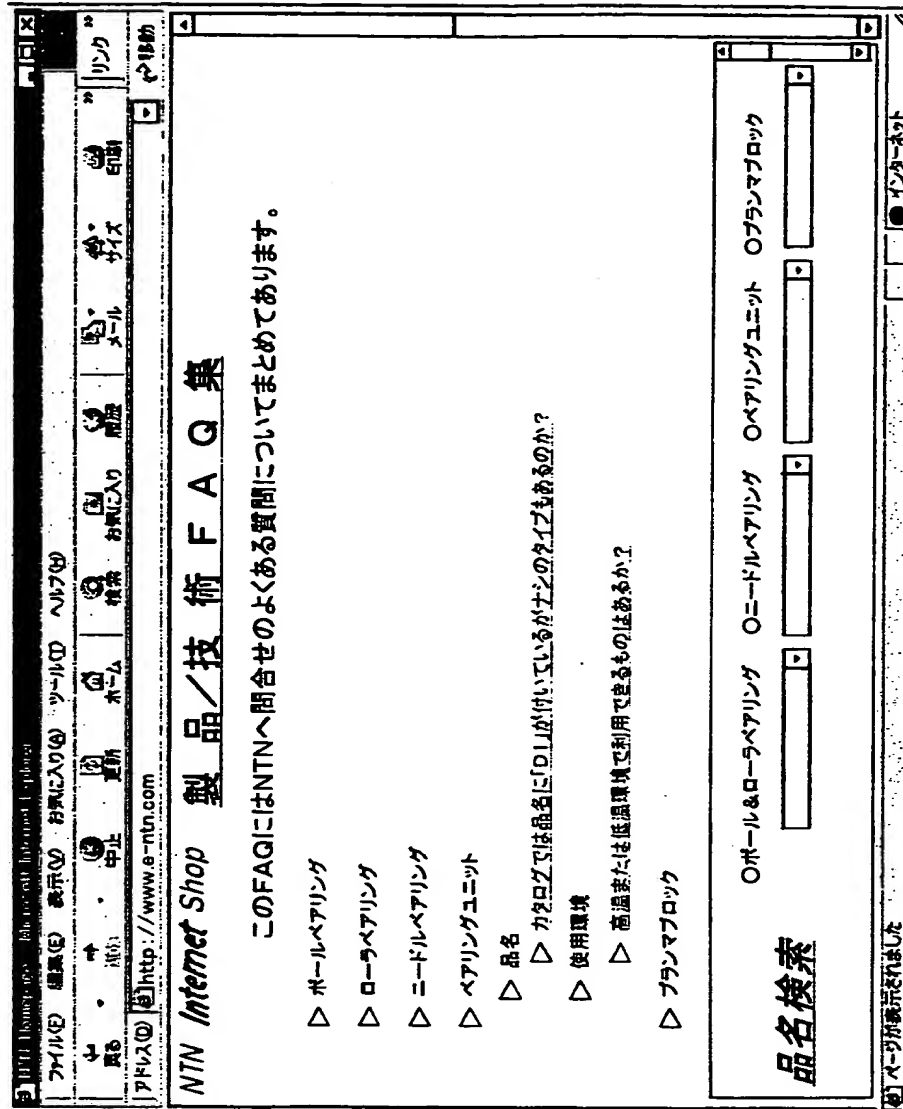 ファイル(F) 編集(E) 表示(V) お気に入り(A) ツール(T) ヘルプ(H)
戻る 中止 更新 ホーム 検索 お気に入り 履歴 メール サイズ 印刷 » リンク »
アドレス(D) http://www.e-ntn.com 移動
NTN Internet Shop 製品/技術FAQ集
このFAQにはNTNへ問合せのよくある質問についてまとめてあります。
▷ ボールベアリング
▷ ローラベアリング
▷ ニードルベアリング
▷ ベアリングユニット
▷ 品名
▷ カタログでは品名に「D1」が付いているがナシのタイプもあるのか?
▷ 使用環境
▷ 高温または低温環境で利用できるものはあるか?
▷ プランマブロック
○ボール&ローラベアリング ○ニードルベアリング ○ベアリングユニット ○プランマブロック
品名検索
ページが表示されました インターネット